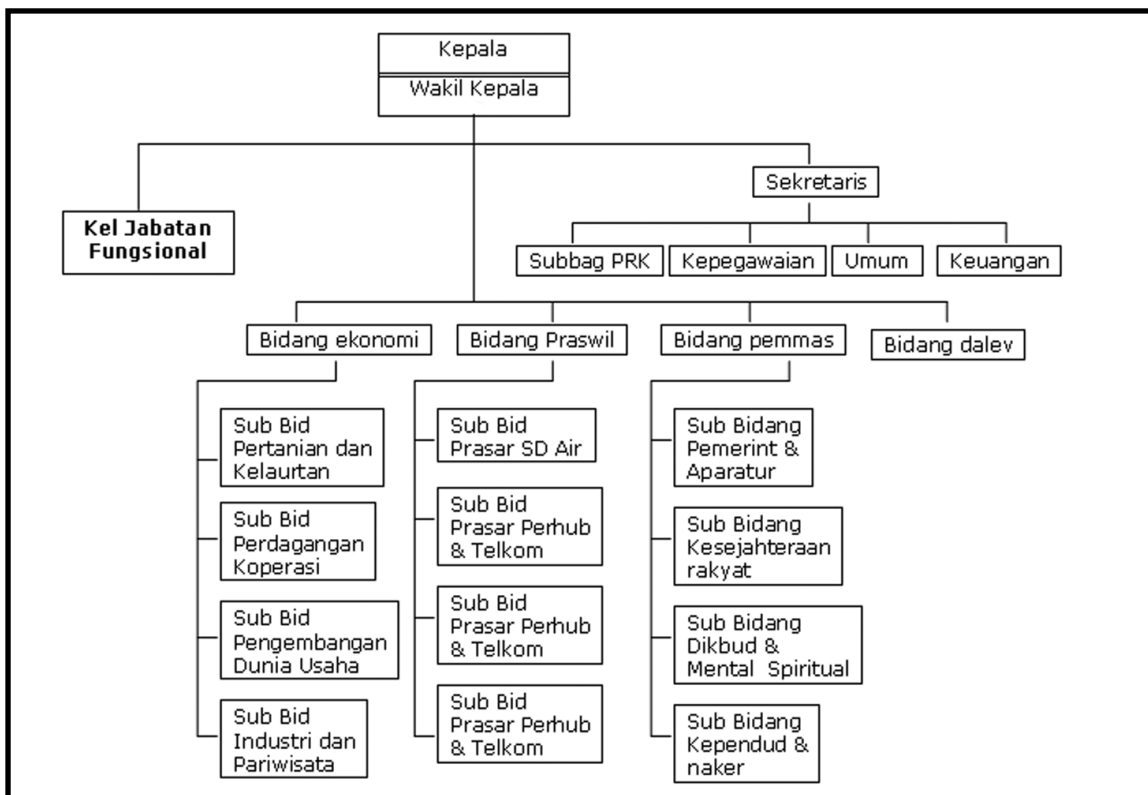 Kepala
Wakil Kepala
Sekretaris
Kel Jabatan
Fungsional
Subbag PRK
Kepegawaian
Umum
Keuangan
Bidang ekonomi
Bidang Praswil
Bidang pemmas
Bidang dalev
Sub Bid
Pertanian dan
Kelaurtan
Sub Bid
Perdagangan
Koperasi
Sub Bid
Pengembangan
Dunia Usaha
Sub Bid
Industri dan
Pariwisata
Sub Bid
Prasar SD Air
Sub Bid
Prasar Perhub
& Telkom
Sub Bid
Prasar Perhub
& Telkom
Sub Bid
Prasar Perhub
& Telkom
Sub Bidang
Pemerint &
Aparatur
Sub Bidang
Kesejahteraan
rakyat
Sub Bidang
Dikbud &
Mental Spiritual
Sub Bidang
Kependud &
naker